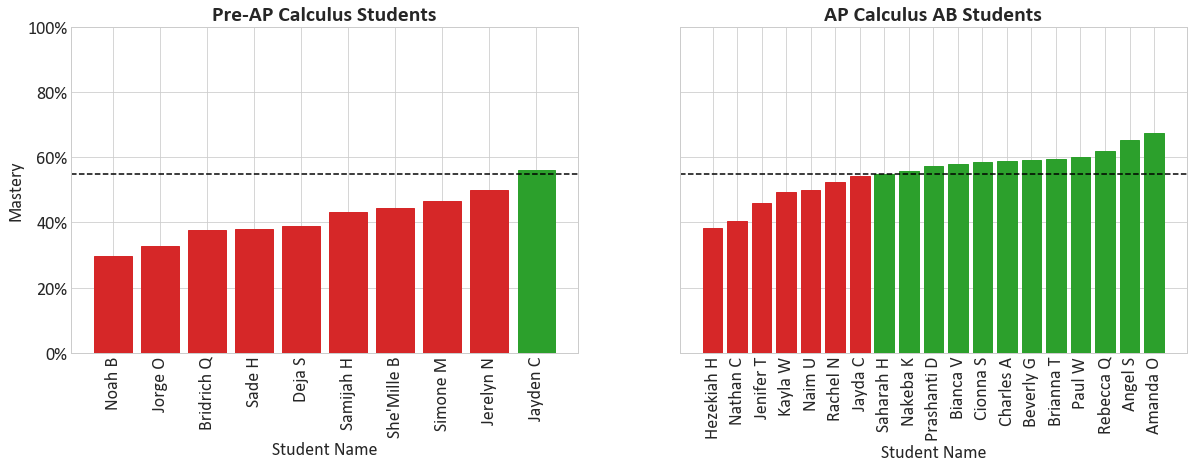 Pre-AP Calculus Students
100%
80%
60%
40%
20%
0%
Mastery
Noah B
Jorge O
Bridrich Q
Sade H
Deja S
Samijah H
She'Mille B
Simone M
Jerelyn N
Jayden C
Student Name
AP Calculus AB Students
Hezekiah H
Nathan C
Jenifer T
Kayla W
Naim U
Rachel N
Jayda C
Saharah H
Nakeba K
Prashanti D
Bianca V
Cionna S
Charles A
Beverly G
Brianna T
Paul W
Rebecca Q
Angel S
Amanda O
Student Name